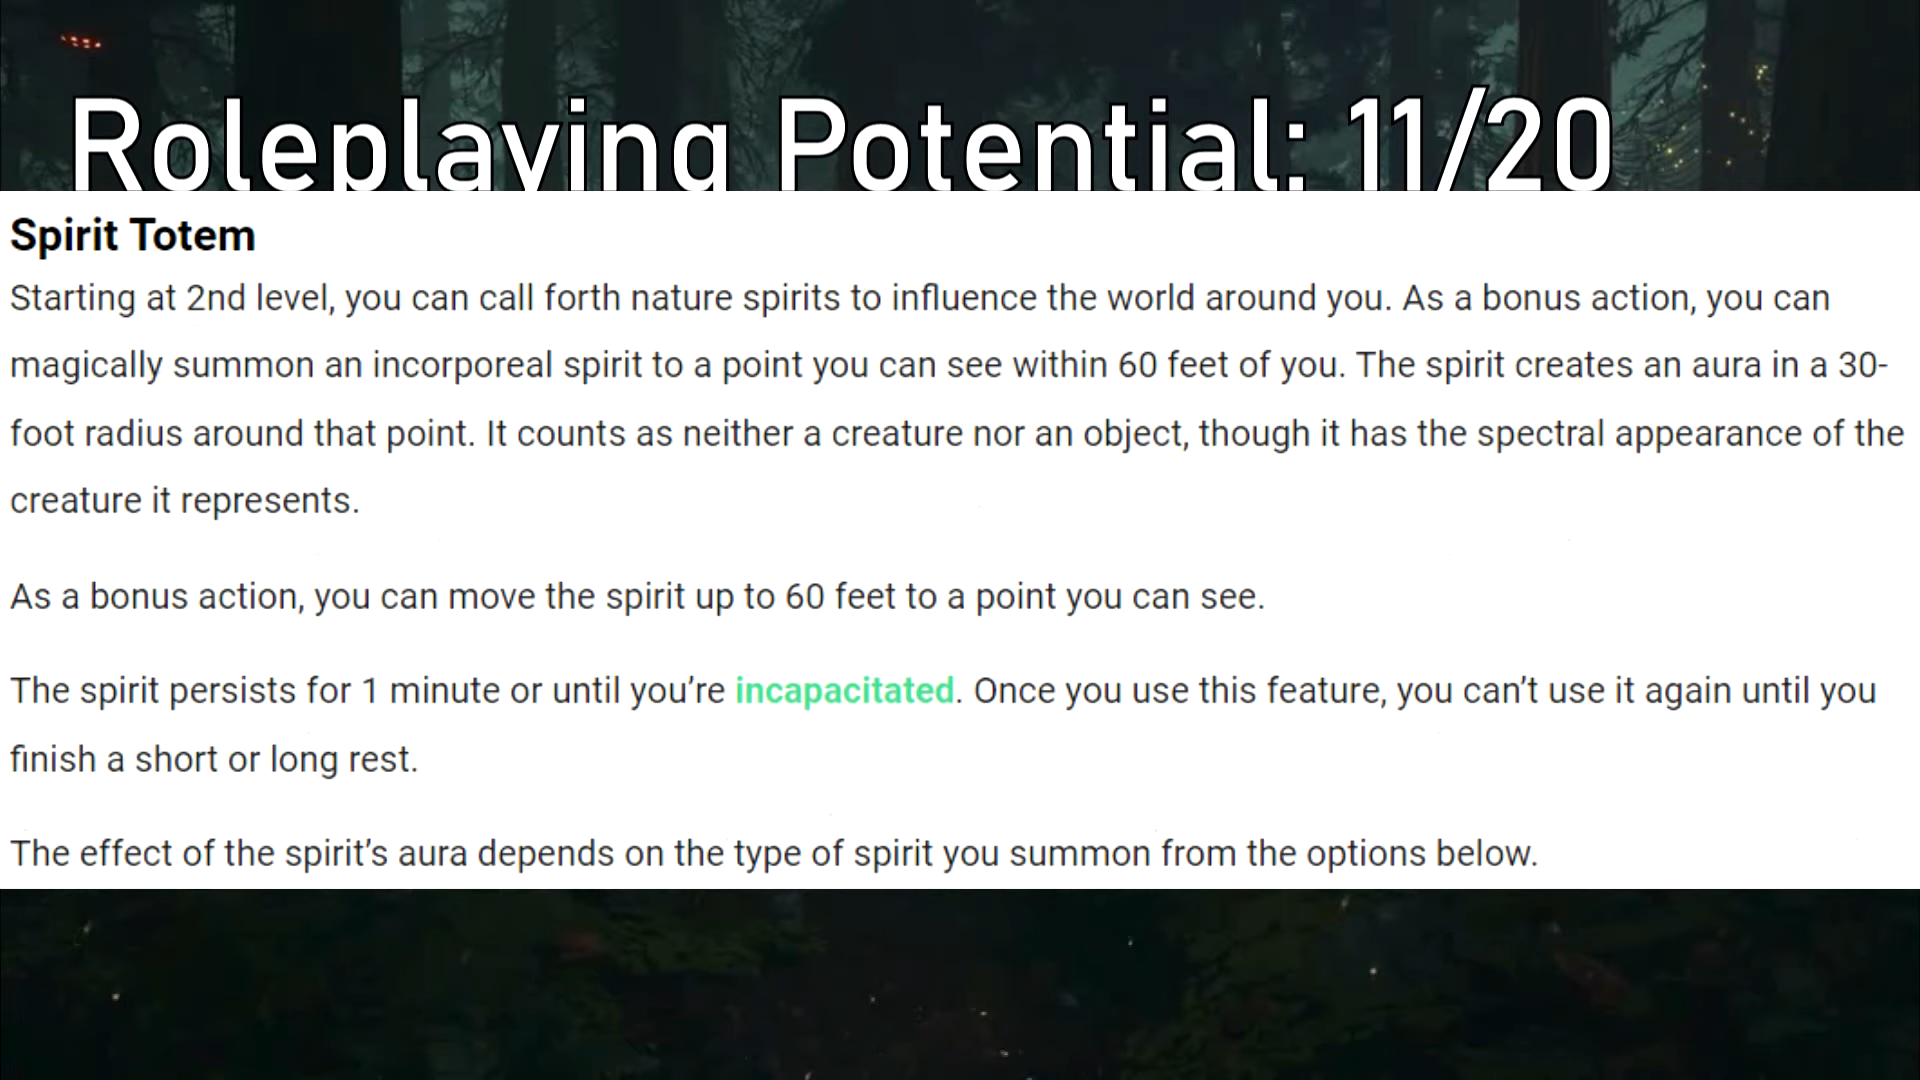 Roleplaying Potential: 11/20
Spirit Totem
Starting at 2nd level, you can call forth nature spirits to influence the world around you. As a bonus action, you can
magically summon an incorporeal spirit to a point you can see within 60 feet of you. The spirit creates an aura in a 30-
foot radius around that point. It counts as neither a creature nor an object, though it has the spectral appearance of the
creature it represents.
As a bonus action, you can move the spirit up to 60 feet to a point you can see.
The spirit persists for 1 minute or until you’re incapacitated. Once you use this feature, you can’t use it again until you
finish a short or long rest.
The effect of the spirit’s aura depends on the type of spirit you summon from the options below.